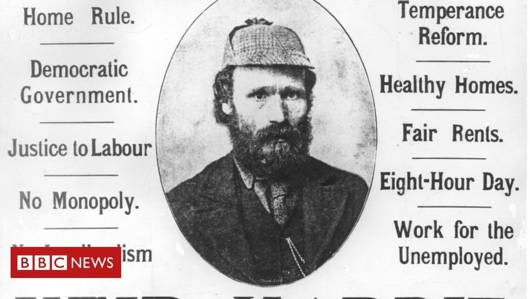 Home Rule.
Democratic
Government.
Justice to Labour
No Monopoly.
Temperance
Reform.
Healthy Homes.
Fair Rents.
Eight-Hour Day.
Work for the
Unemployed.
BBC NEWS